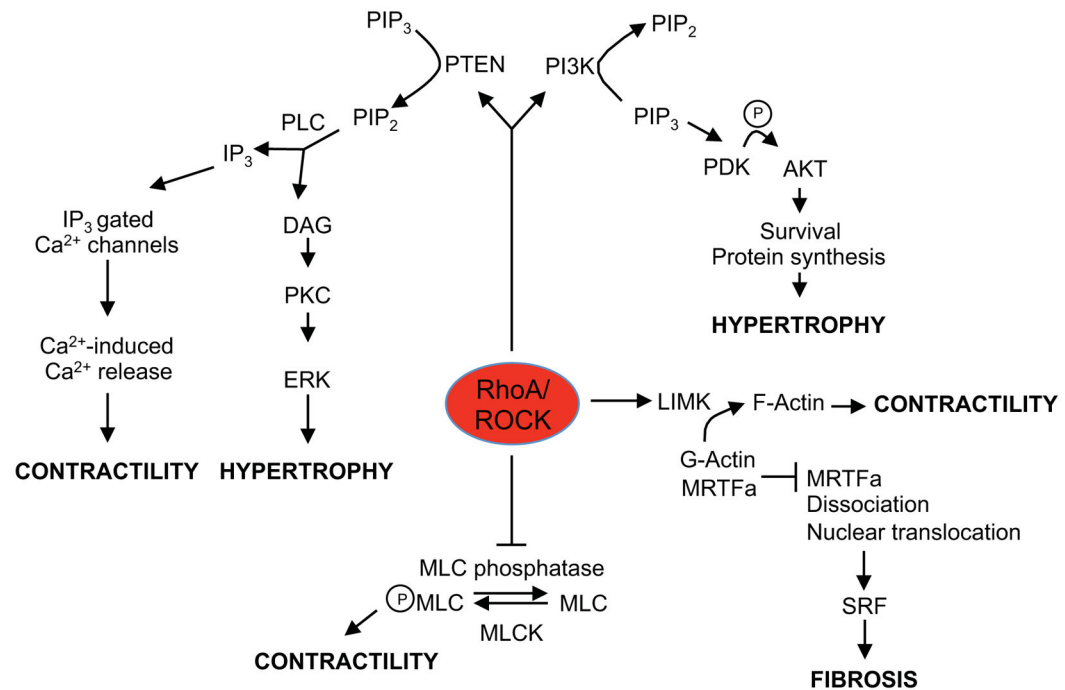 PIP₃
PTEN
PIP₂
PLC
IP₃
IP₃ gated
Ca²⁺ channels
Ca²⁺-induced
Ca²⁺ release
CONTRACTILITY
DAG
PKC
ERK
HYPERTROPHY
PI3K
PIP₂
PIP₃
P
PDK
AKT
Survival
Protein synthesis
HYPERTROPHY
RhoA/
ROCK
LIMK
F-Actin
CONTRACTILITY
G-Actin
MRTFa
MRTFa
Dissociation
Nuclear translocation
SRF
FIBROSIS
MLC phosphatase
P MLC
MLC
MLCK
CONTRACTILITY